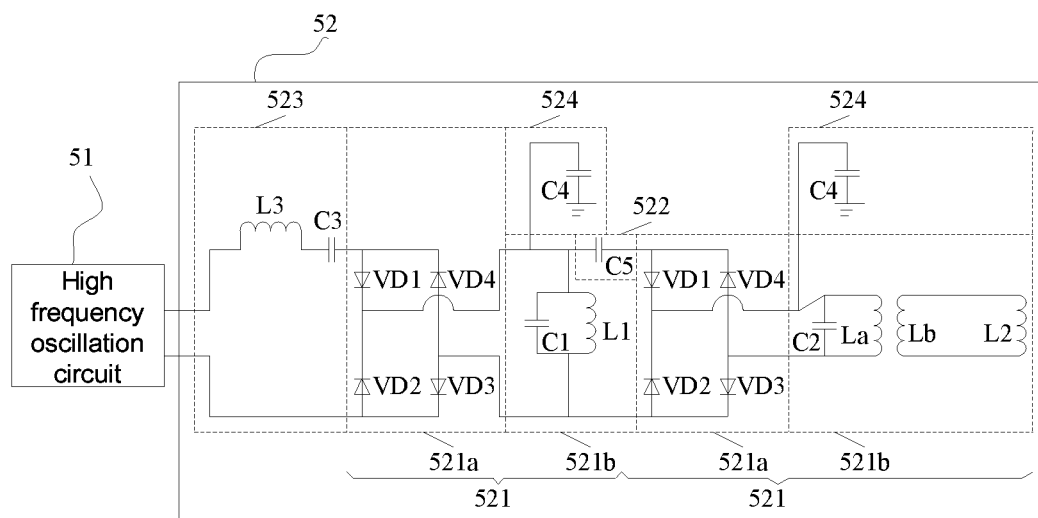 52
523
524
524
51
C4
C4
L3
C3
522
C5
VD1
VD4
VD1
VD4
High
frequency
oscillation
circuit
C1
L1
C2
La
Lb
L2
VD2
VD3
VD2
VD3
521a
521b
521a
521b
521
521